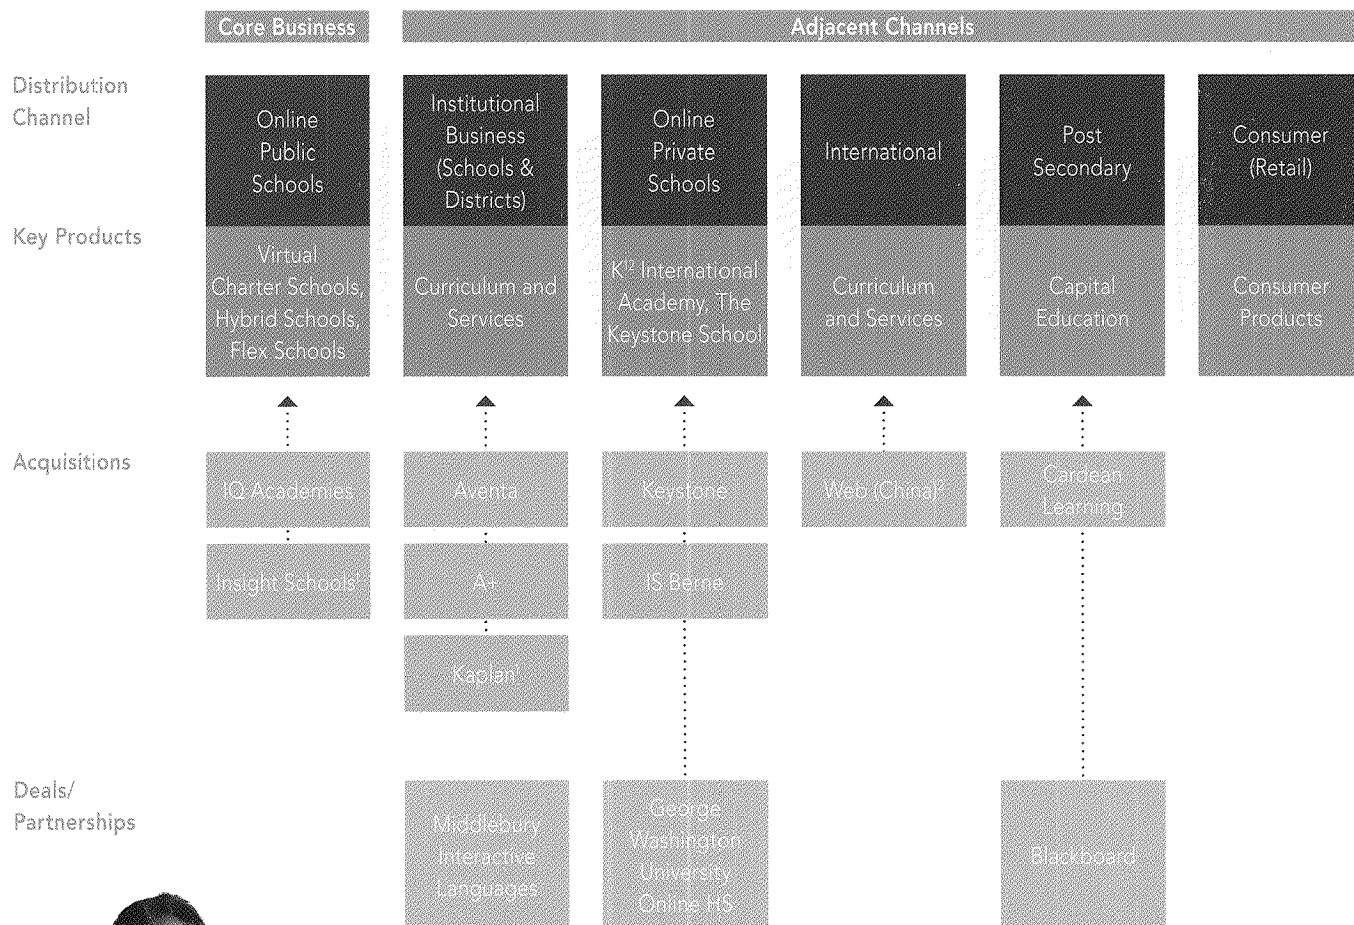 Core Business
Adjacent Channels
Distribution
Channel
Online
Public
Schools
Institutional
Business
(Schools &
Districts)
Online
Private
Schools
International
Post
Secondary
Consumer
(Retail)
Key Products
Virtual
Charter Schools,
Hybrid Schools,
Flex Schools
Curriculum and
Services
K¹² International
Academy, The
Keystone School
Curriculum
and Services
Capital
Education
Consumer
Products
Acquisitions
IQ Academies
Aventa
Keystone
Web (China)²
Cardean
Learning
Insight Schools¹
A+
IS Berne
Kaplan¹
Deals/
Partnerships
Middlebury
Interactive
Languages
George
Washington
University
Online HS
Blackboard